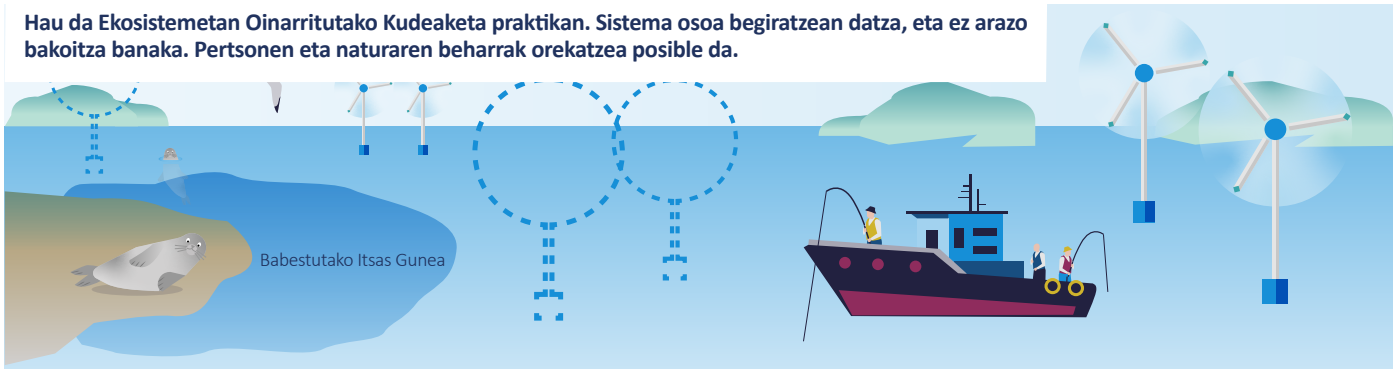 Hau da Ekosistemetan Oinarritutako Kudeaketa praktikan. Sistema osoa begiratzean datza, eta ez arazo
bakoitza banaka. Pertsonen eta naturaren beharrak orekatzea posible da.
Babestutako Itsas Gunea